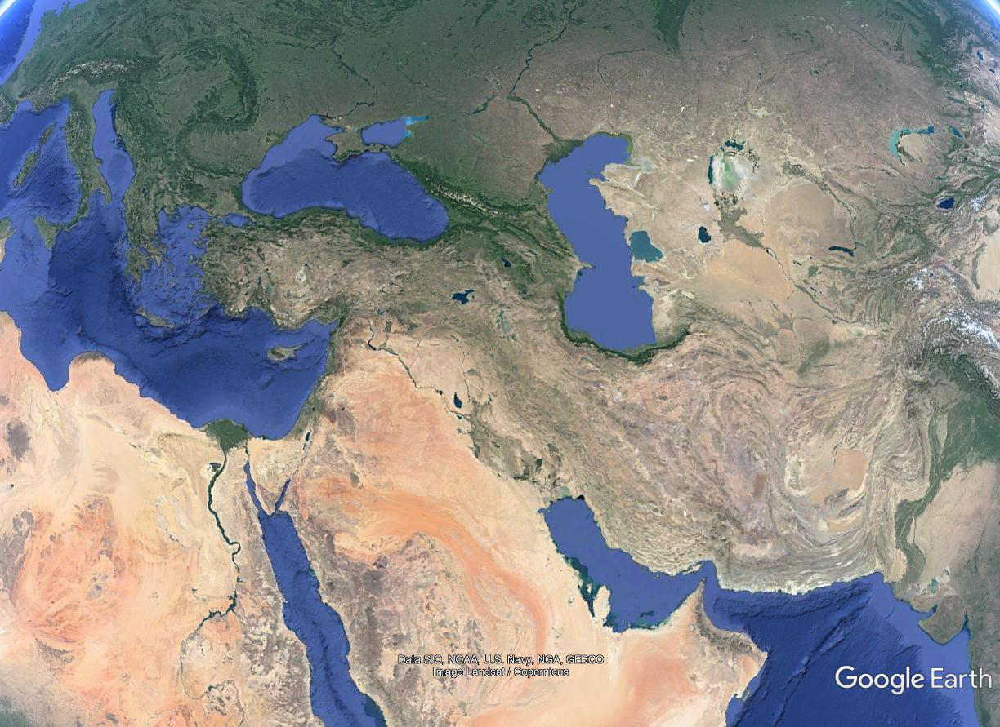 Data SIO, NOAA, U.S. Navy, NGA, GEBCO
Image Landsat / Copernicus
Google Earth